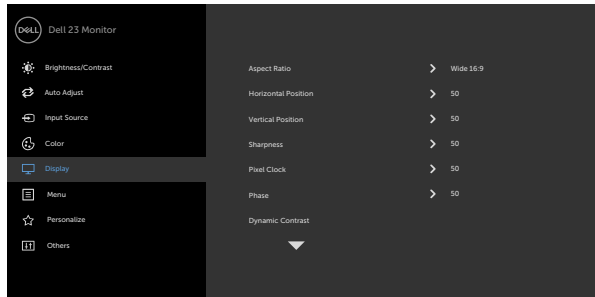 DELL Dell 23 Monitor
Brightness/Contrast
Auto Adjust
Input Source
Color
Display
Menu
Personalize
Others
Aspect Ratio Wide 16:9
Horizontal Position 50
Vertical Position 50
Sharpness 50
Pixel Clock 50
Phase 50
Dynamic Contrast